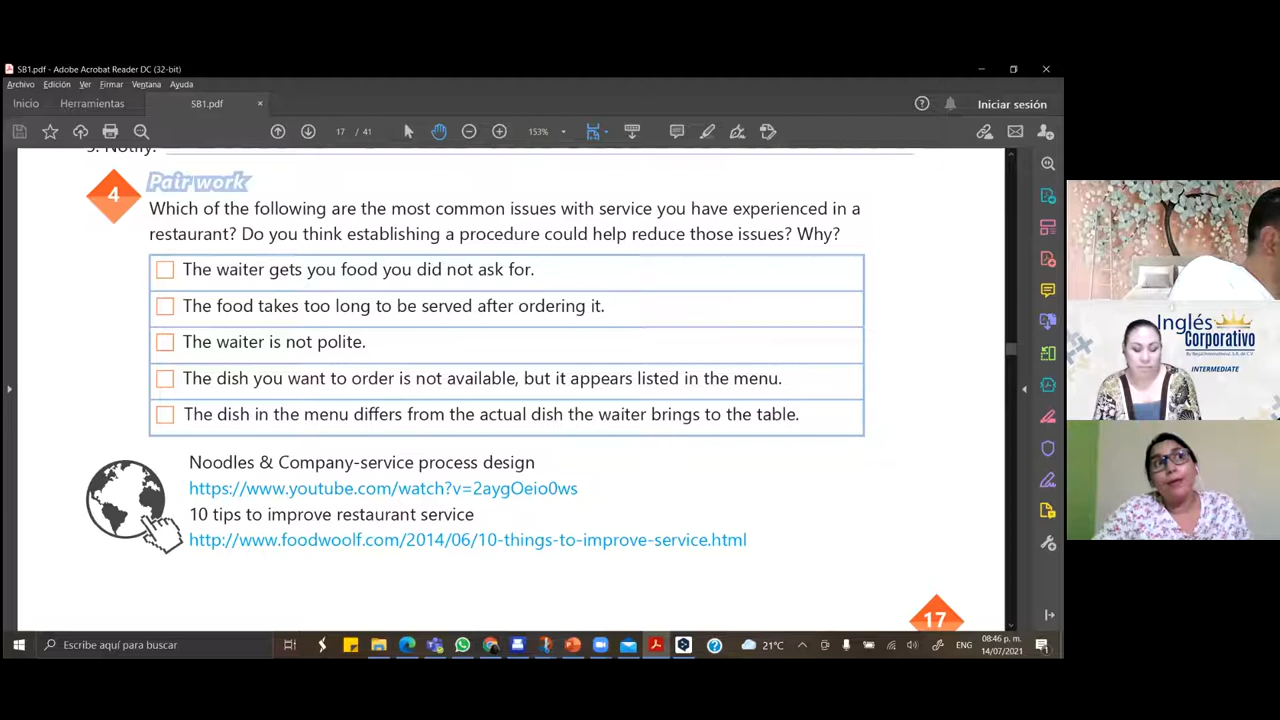 SB1.pdf - Adobe Acrobat Reader DC (32-bit)
Archivo Edición Ver Firmar Ventana Ayuda
Inicio Herramientas SB1.pdf × Iniciar sesión
17 / 41 153%
Notify:
4 Pair work
Which of the following are the most common issues with service you have experienced in a
restaurant? Do you think establishing a procedure could help reduce those issues? Why?
The waiter gets you food you did not ask for.
The food takes too long to be served after ordering it.
The waiter is not polite.
The dish you want to order is not available, but it appears listed in the menu.
The dish in the menu differs from the actual dish the waiter brings to the table.
Noodles & Company-service process design
https://www.youtube.com/watch?v=2aygOeio0ws
10 tips to improve restaurant service
http://www.foodwoolf.com/2014/06/10-things-to-improve-service.html
17
Inglés
Corporativo
By Regal International, S.A. de C.V.
INTERMEDIATE
Escribe aquí para buscar
21°C
ENG
08:46 p. m.
14/07/2021